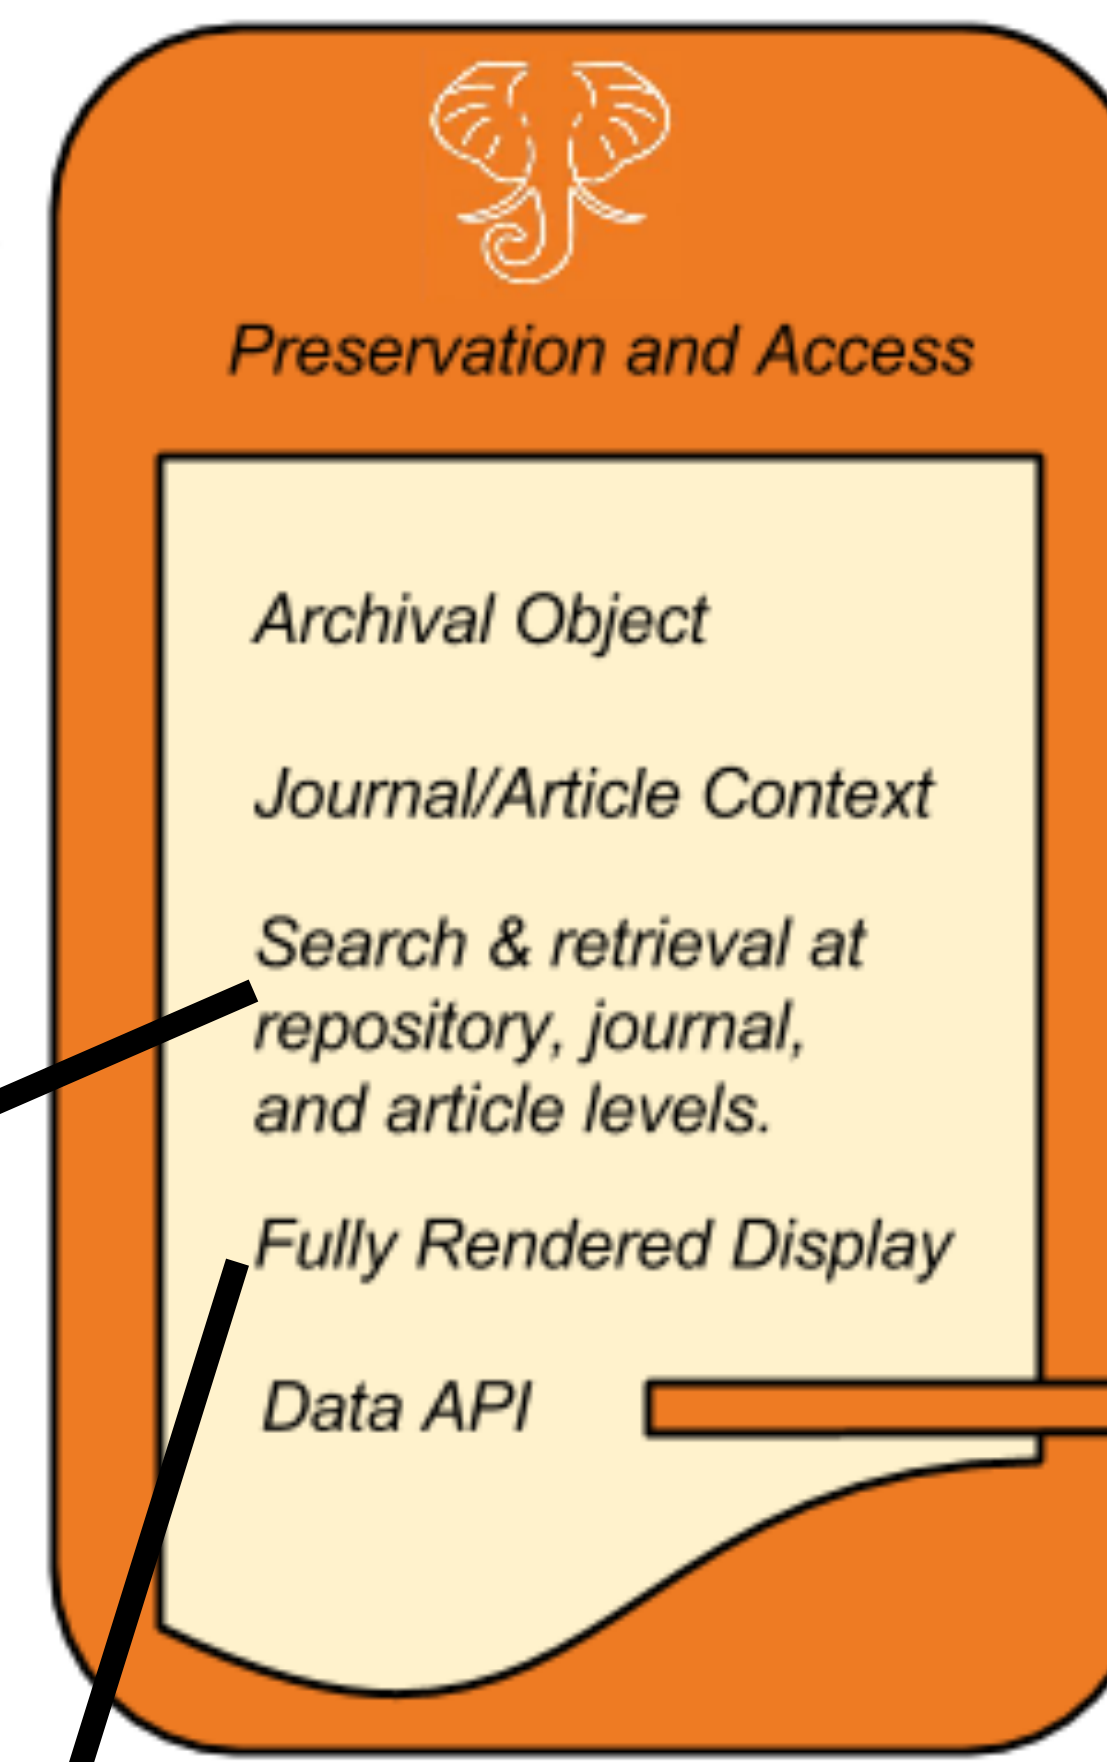 Preservation and Access
Archival Object
Journal/Article Context
Search & retrieval at
repository, journal,
and article levels.
Fully Rendered Display
Data API